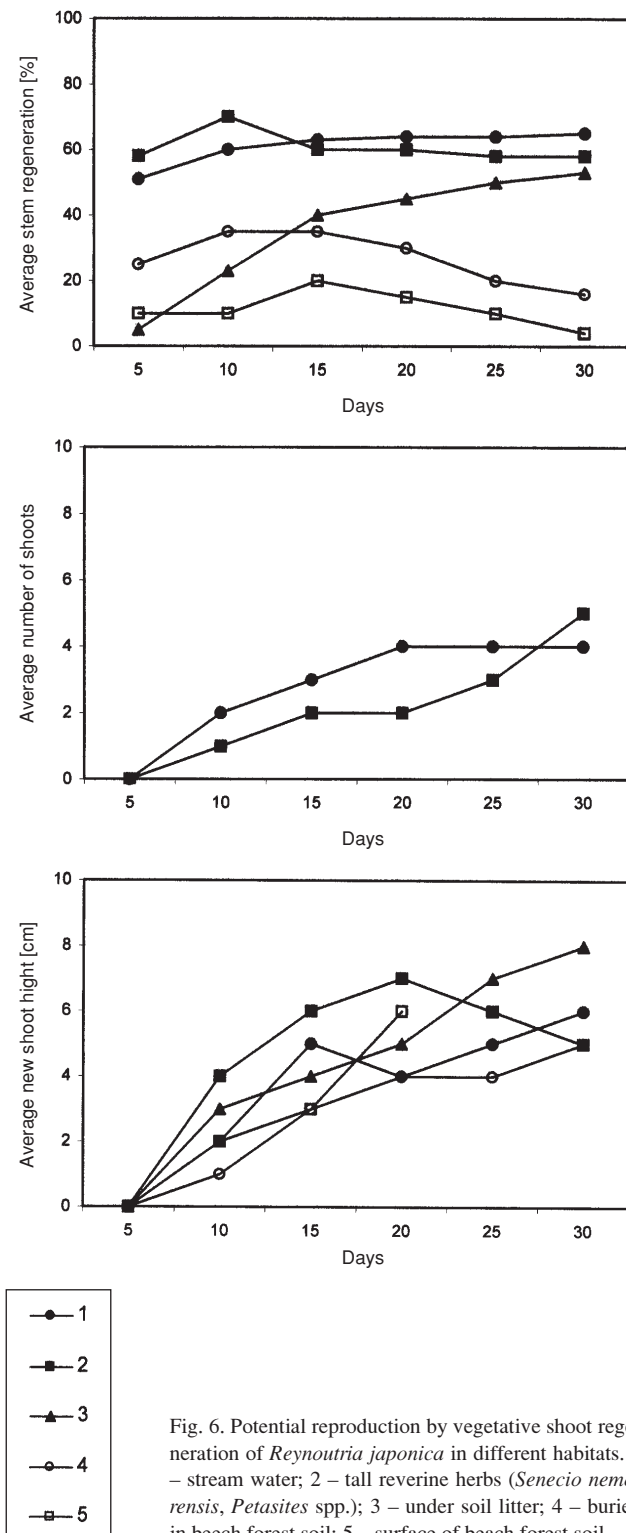 100
80
60
40
20
0
Average stem regeneration [%]
5 10 15 20 25 30
Days
10
8
6
4
2
0
Average number of shoots
5 10 15 20 25 30
Days
10
8
6
4
2
0
Average new shoot hight [cm]
5 10 15 20 25 30
Days
1
2
3
4
5
Fig. 6. Potential reproduction by vegetative shoot rege
neration of Reynoutria japonica in different habitats.
– stream water; 2 – tall reverine herbs (Senecio nemo
rensis, Petasites spp.); 3 – under soil litter; 4 – burie
in beech forest soil; 5 – surface of beach forest soil